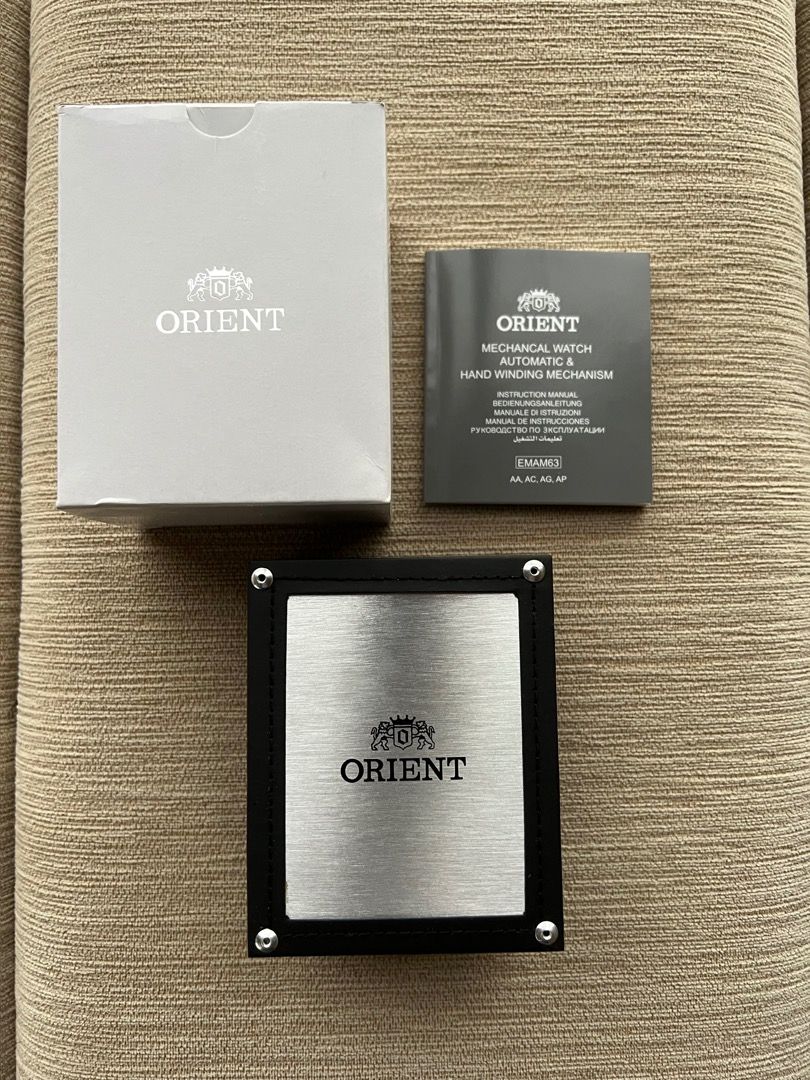 ORIENT
ORIENT
MECHANCAL WATCH
AUTOMATIC &
HAND WINDING MECHANISM
INSTRUCTION MANUAL
BEDIENUNGSANLEITUNG
MANUALE DI ISTRUZIONI
MANUAL DE INSTRUCCIONES
РУКОВОДСТВО ПО ЭКСПЛУАТАЦИИ
تعليمات التشغيل
EMAM63
AA, AC, AG, AP
ORIENT